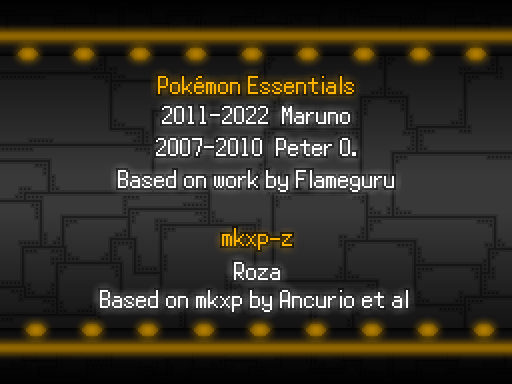 Pokémon Essentials
2011-2022 Maruno
2007-2010 Peter O.
Based on work by Flameguru
mkxp-z
Roza
Based on mkxp by Ancurio et al